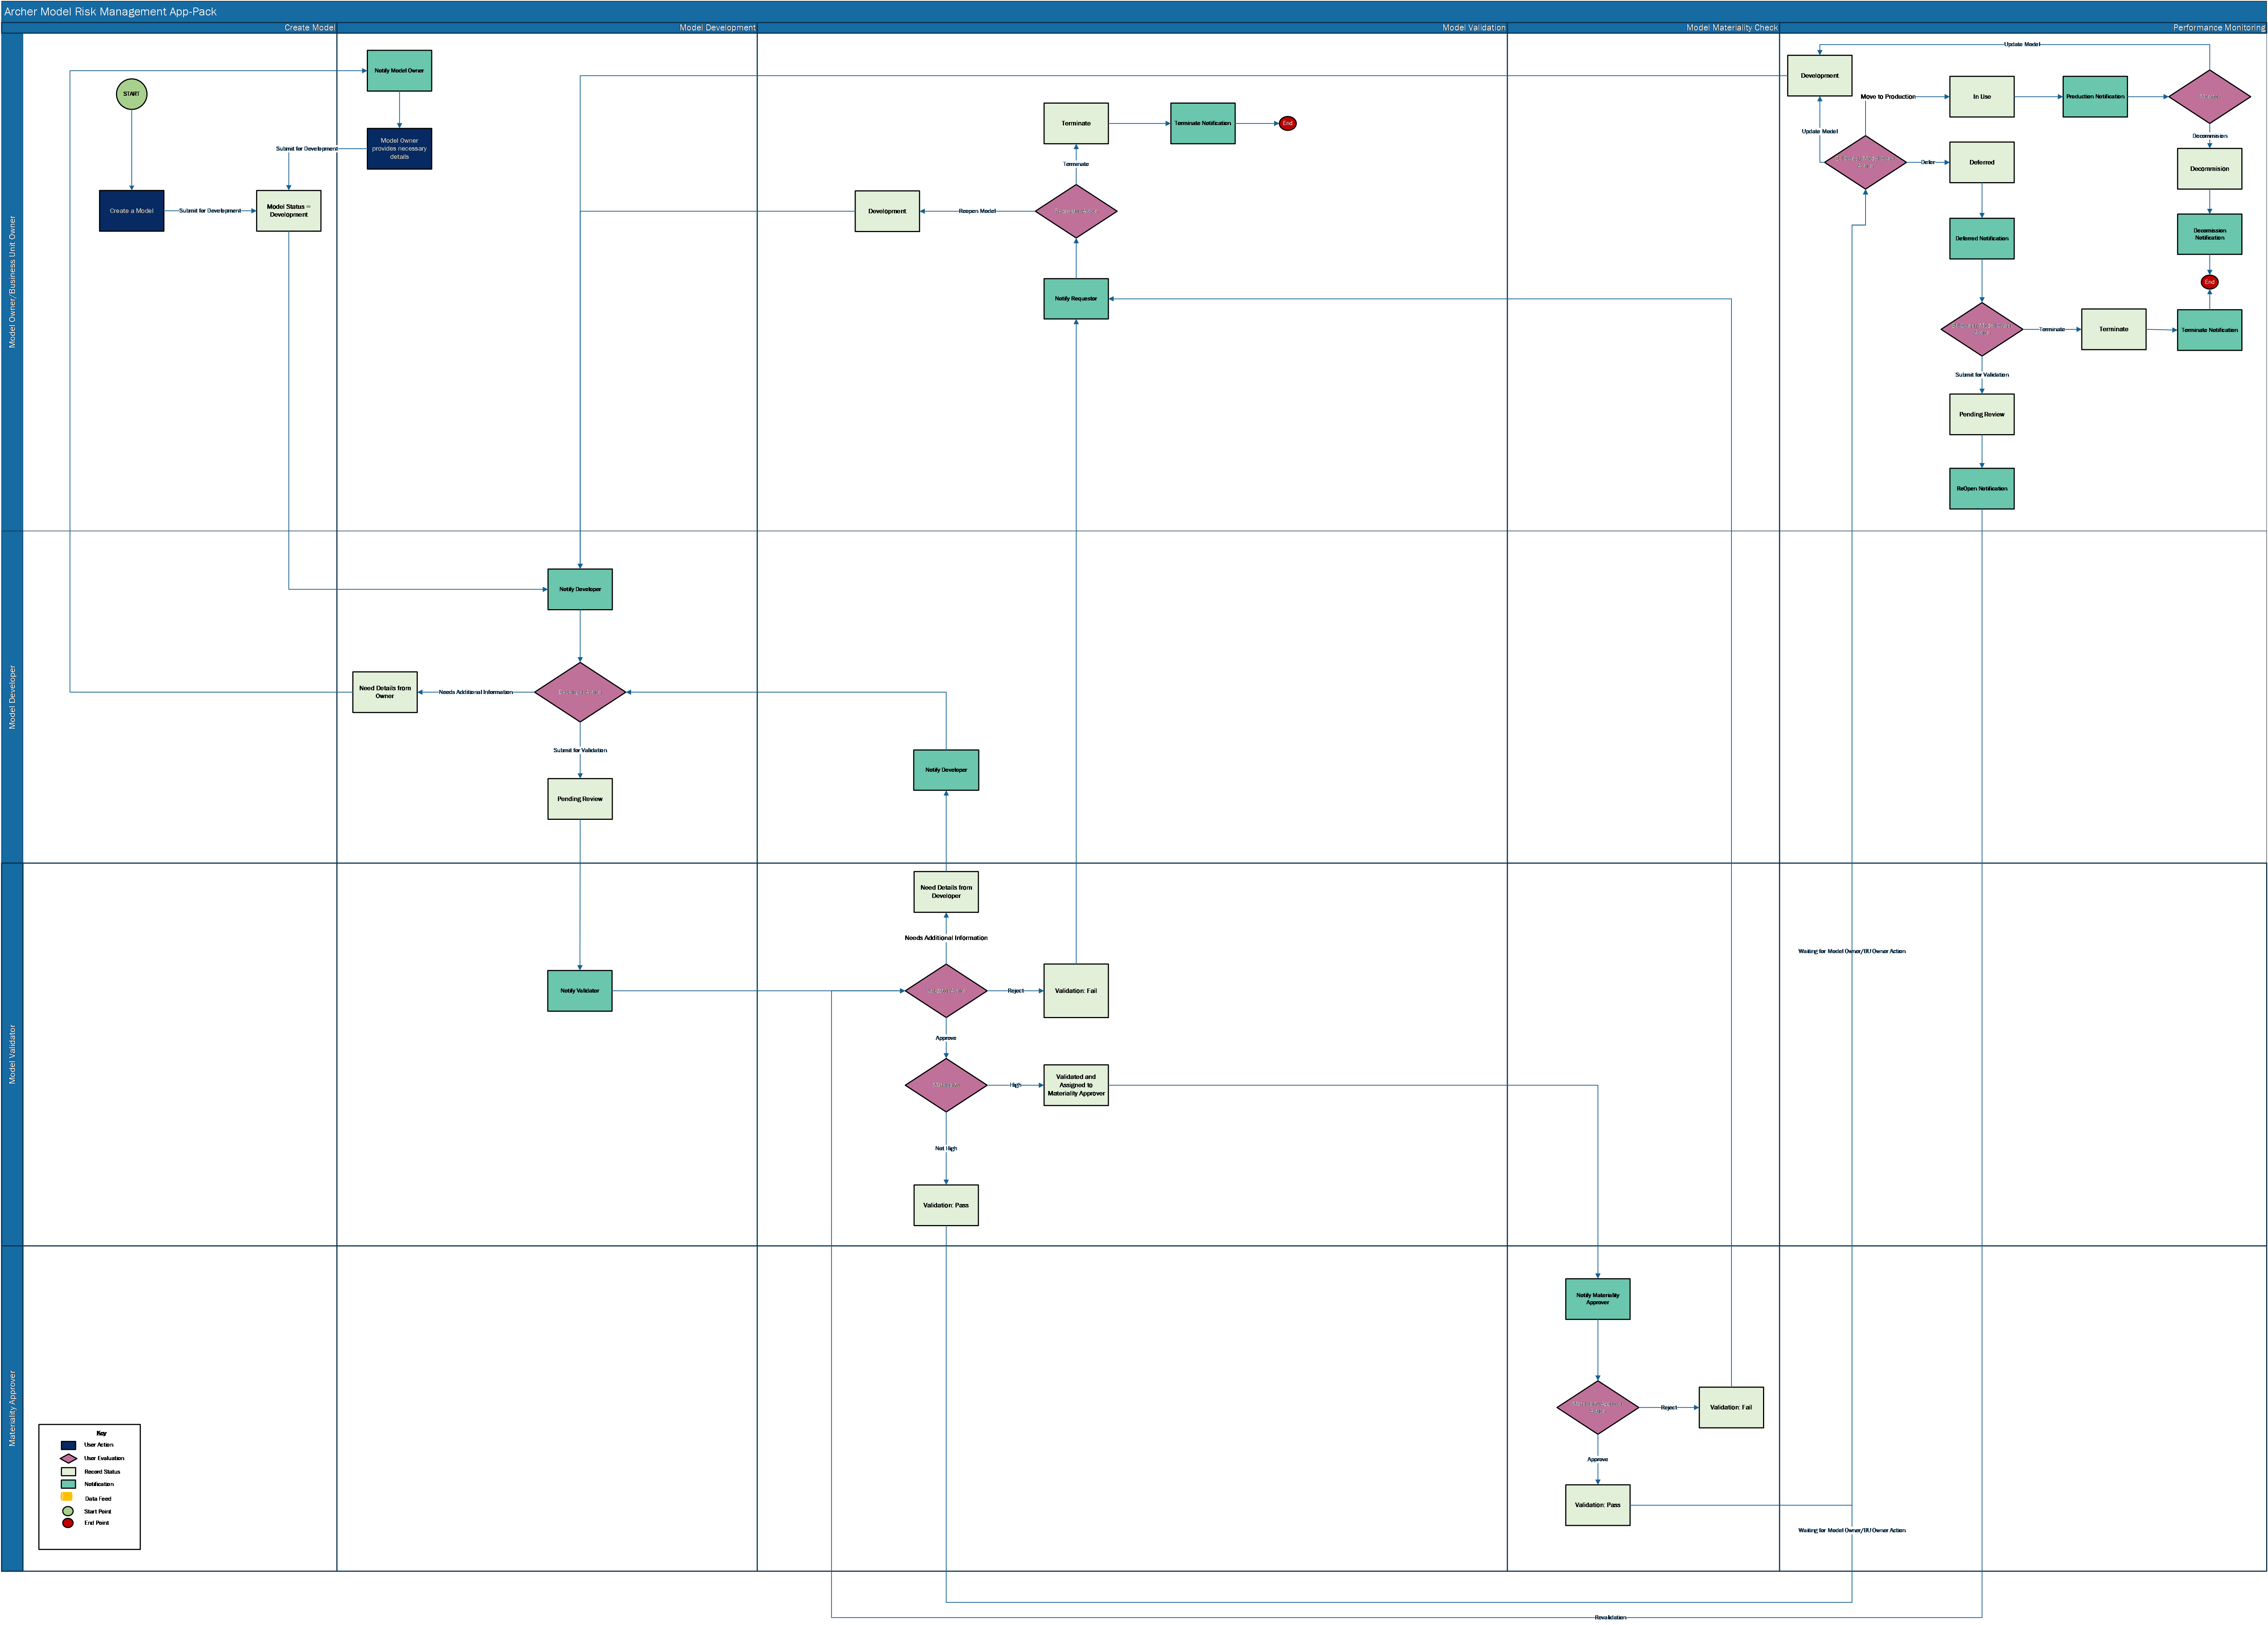 Archer Model Risk Management App-Pack
Create Model
Model Development
Model Validation
Model Materiality Check
Performance Monitoring
Model Owner/Business Unit Owner
START
Create a Model
Submit for Development
Model Status =
Development
Submit for Development
Notify Model Owner
Model Owner
provides necessary
details
Terminate
Terminate Notification
End
Terminate
Development
Reopen Model
Notify Requestor
Update Model
Development
Move to Production
In Use
Production Notification
Update Model
Defer
Deferred
Decommision
Decommision
Deferred Notification
Decomission
Notification
End
Terminate
Terminate
Terminate Notification
Submit for Validation
Pending Review
ReOpen Notification
Model Developer
Notify Developer
Need Details from
Owner
Needs Additional Information
Submit for Validation
Pending Review
Notify Developer
Model Validator
Need Details from
Developer
Needs Additional Information
Notify Validator
Reject
Validation: Fail
Approve
High
Validated and
Assigned to
Materiality Approver
Not High
Validation: Pass
Waiting for Model Owner/BU Owner Action
Materiality Approver
Notify Materiality
Approver
Reject
Validation: Fail
Approve
Validation: Pass
Waiting for Model Owner/BU Owner Action
Key
User Action
User Evaluation
Record Status
Notification
Data Feed
Start Point
End Point
Revalidation